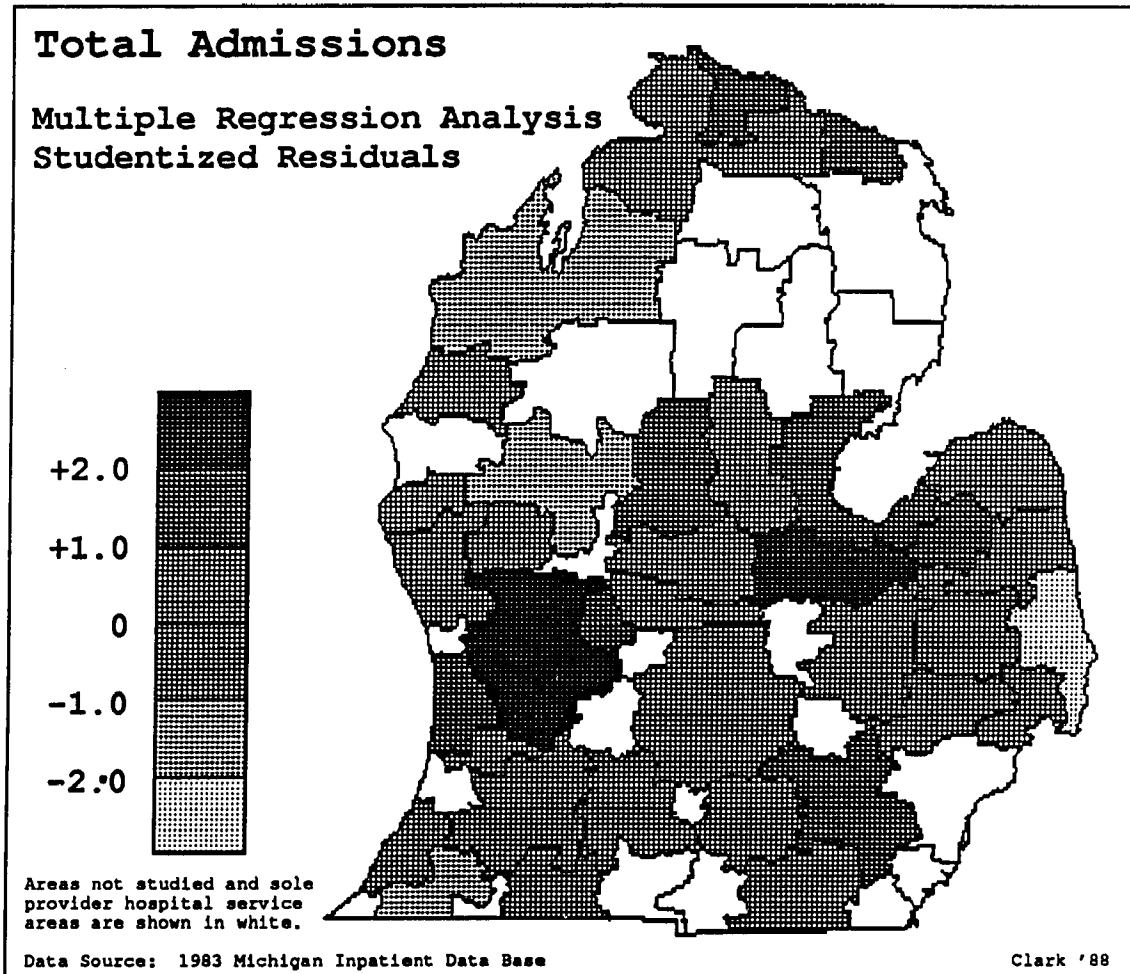 Total Admissions
Multiple Regression Analysis
Studentized Residuals
+2.0
+1.0
0
-1.0
-2.0
Areas not studied and sole
provider hospital service
areas are shown in white.
Data Source: 1983 Michigan Inpatient Data Base
Clark '88